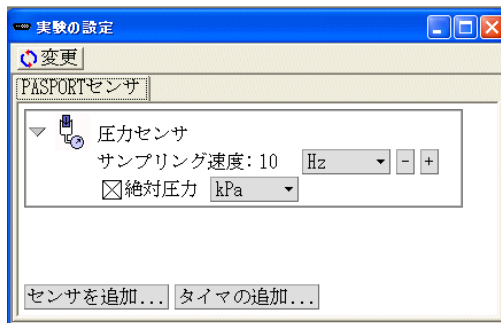 実験の設定
変更
PASPORTセンサ
圧力センサ
サンプリング速度: 10 Hz - +
絶対圧力 kPa
センサを追加... タイマの追加...